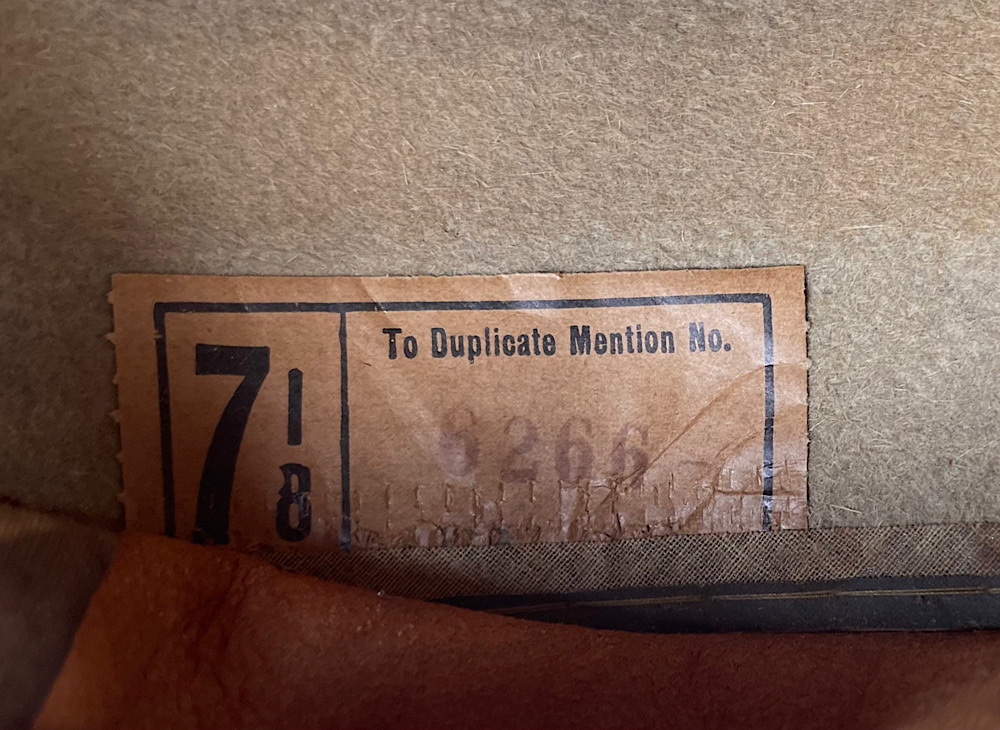 7 1/8
To Duplicate Mention No.
6266